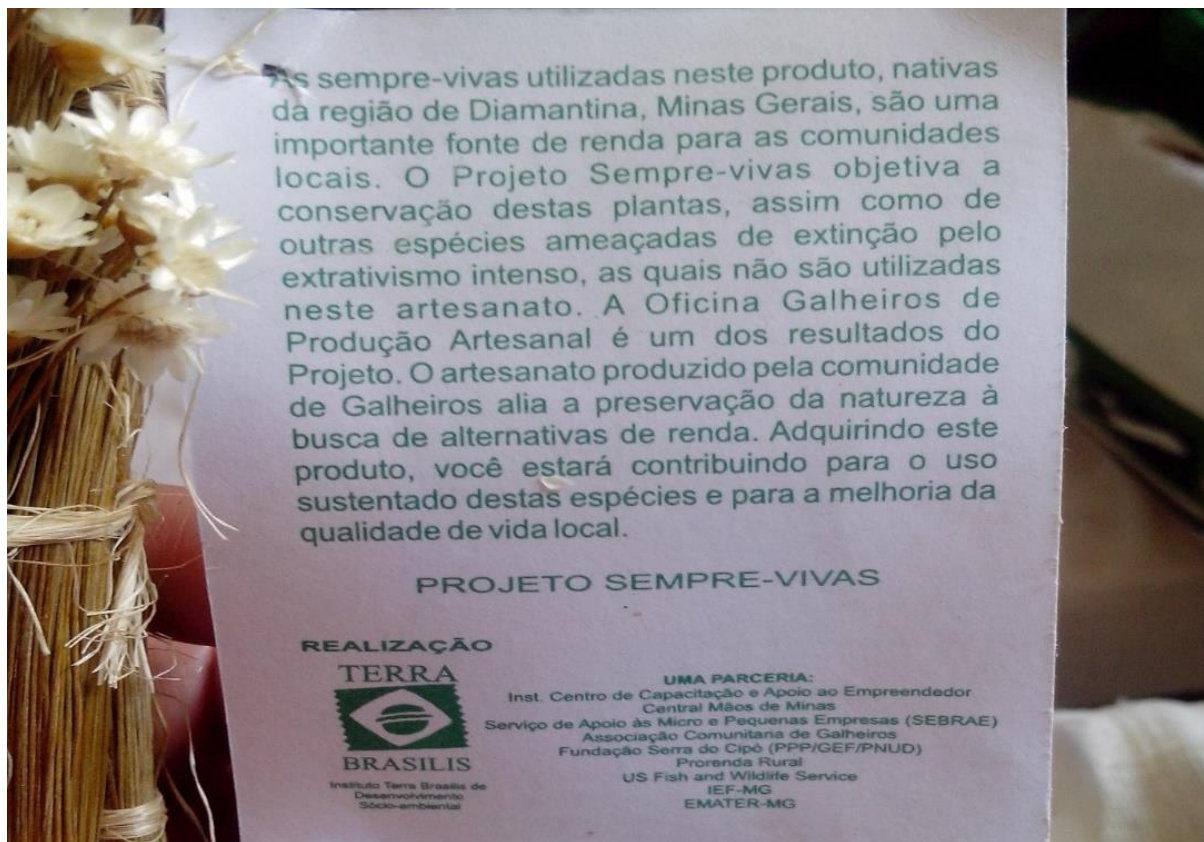 As sempre-vivas utilizadas neste produto, nativas
da região de Diamantina, Minas Gerais, são uma
importante fonte de renda para as comunidades
locais. O Projeto Sempre-vivas objetiva a
conservação destas plantas, assim como de
outras espécies ameaçadas de extinção pelo
extrativismo intenso, as quais não são utilizadas
neste artesanato. A Oficina Galheiros de
Produção Artesanal é um dos resultados do
Projeto. O artesanato produzido pela comunidade
de Galheiros alia a preservação da natureza à
busca de alternativas de renda. Adquirindo este
produto, você estará contribuindo para o uso
sustentado destas espécies e para a melhoria da
qualidade de vida local.
PROJETO SEMPRE-VIVAS
REALIZAÇÃO
TERRA
BRASILIS
Instituto Terra Brasilis de
Desenvolvimento
Sócio-ambiental
UMA PARCERIA:
Inst. Centro de Capacitação e Apoio ao Empreendedor
Central Mãos de Minas
Serviço de Apoio às Micro e Pequenas Empresas (SEBRAE)
Associação Comunitaria de Galheiros
Fundação Serra do Cipó (PPP/GEF/PNUD)
Prorenda Rural
US Fish and Wildlife Service
IEF-MG
EMATER-MG